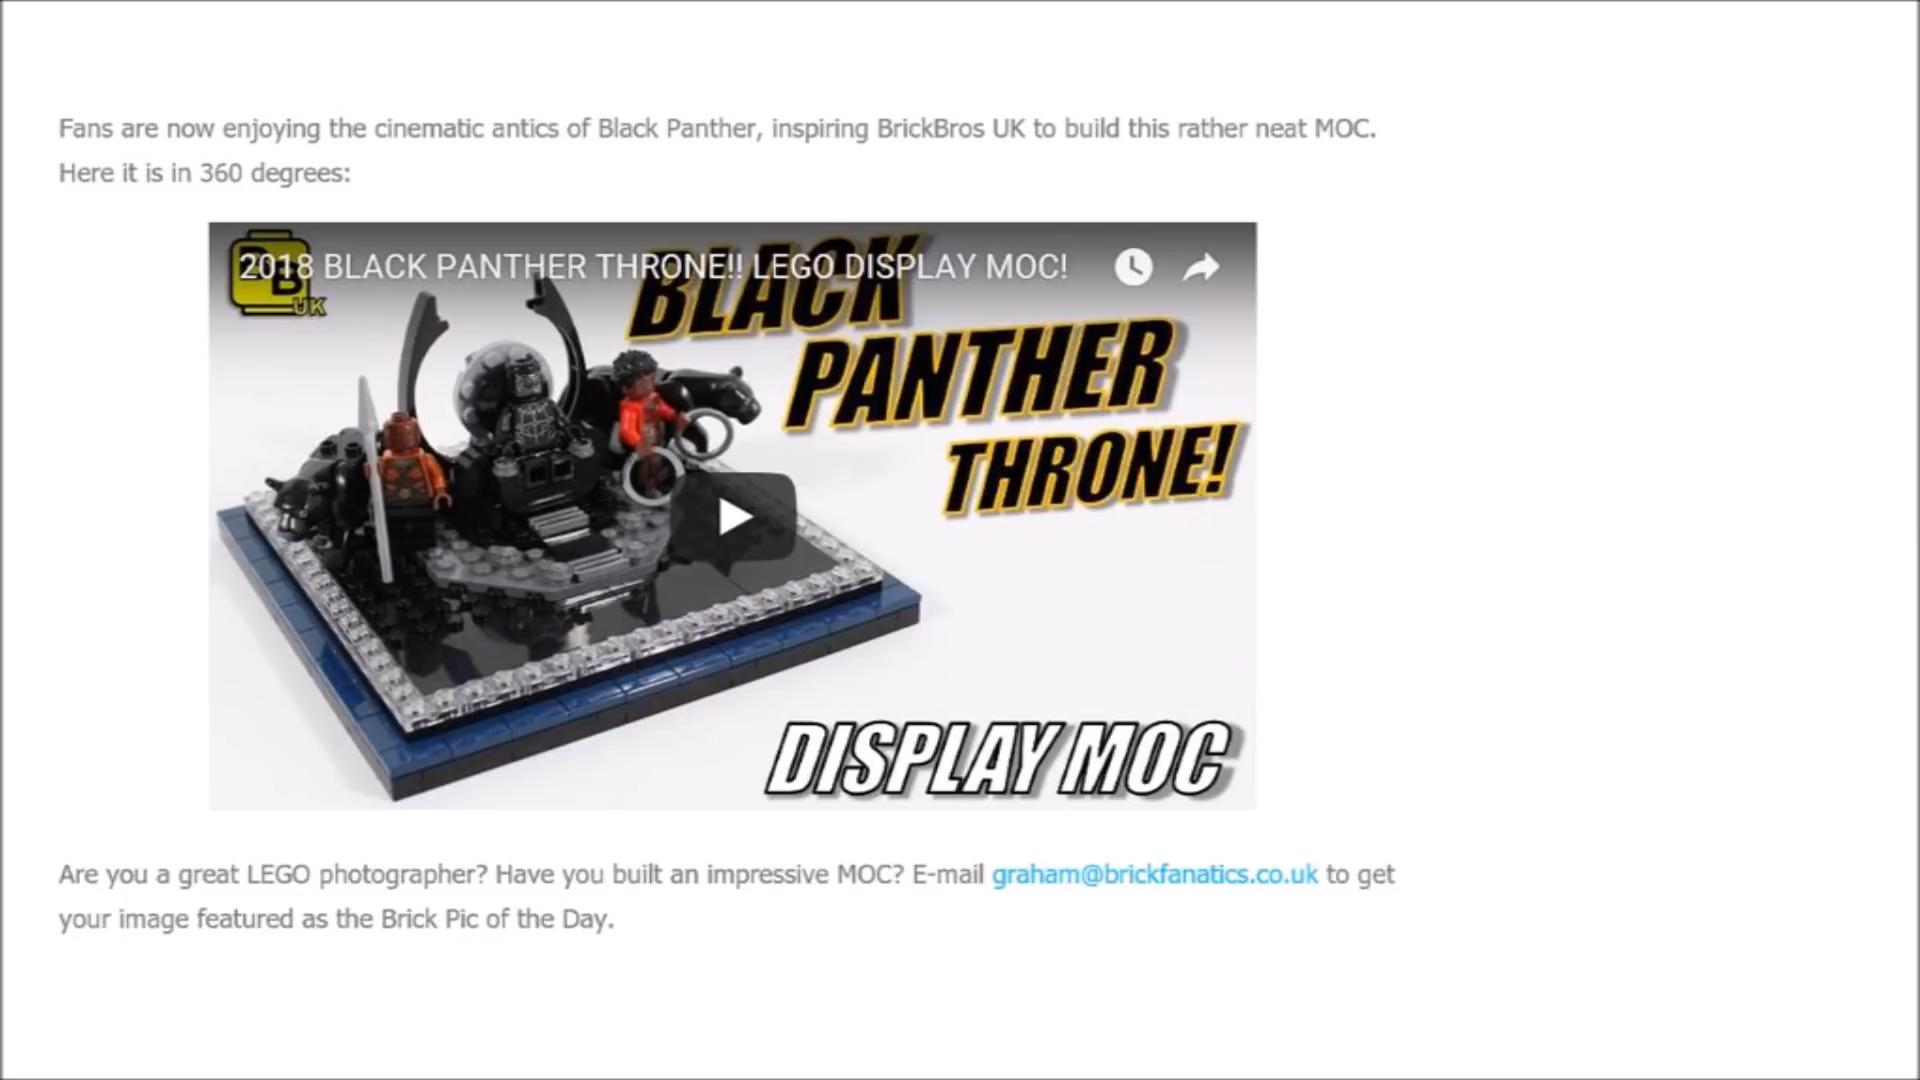 Fans are now enjoying the cinematic antics of Black Panther, inspiring BrickBros UK to build this rather neat MOC.
Here it is in 360 degrees:
2018 BLACK PANTHER THRONE!! LEGO DISPLAY MOC!
BB
UK
BLACK
PANTHER
THRONE!
DISPLAY MOC
Are you a great LEGO photographer? Have you built an impressive MOC? E-mail graham@brickfanatics.co.uk to get
your image featured as the Brick Pic of the Day.